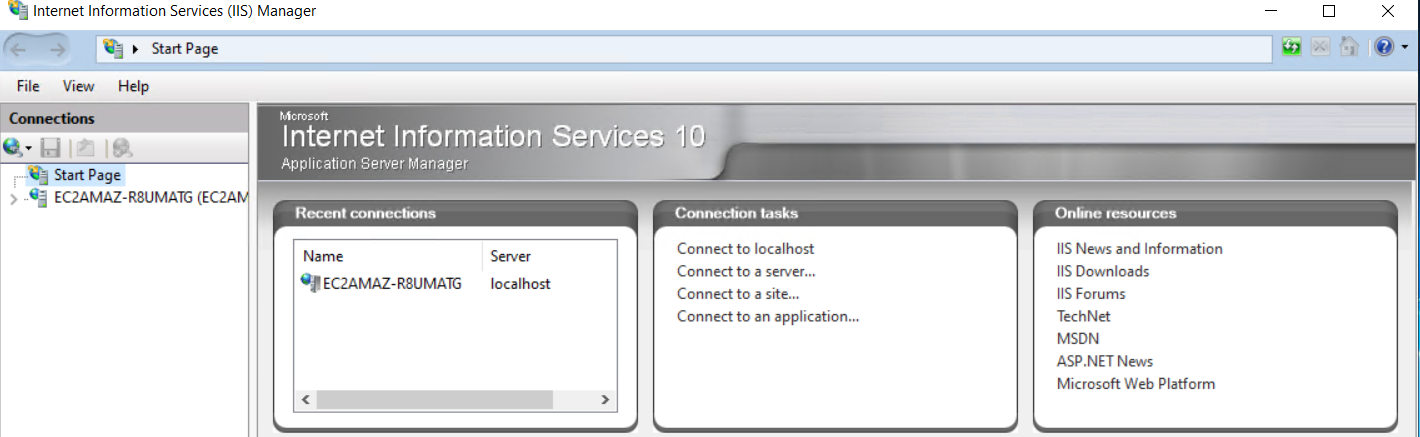 Internet Information Services (IIS) Manager
Start Page
File View Help
Connections
Start Page
EC2AMAZ-R8UMATG (EC2AM
Microsoft
Internet Information Services 10
Application Server Manager
Recent connections
Name Server
EC2AMAZ-R8UMATG localhost
Connection tasks
Connect to localhost
Connect to a server...
Connect to a site...
Connect to an application...
Online resources
IIS News and Information
IIS Downloads
IIS Forums
TechNet
MSDN
ASP.NET News
Microsoft Web Platform